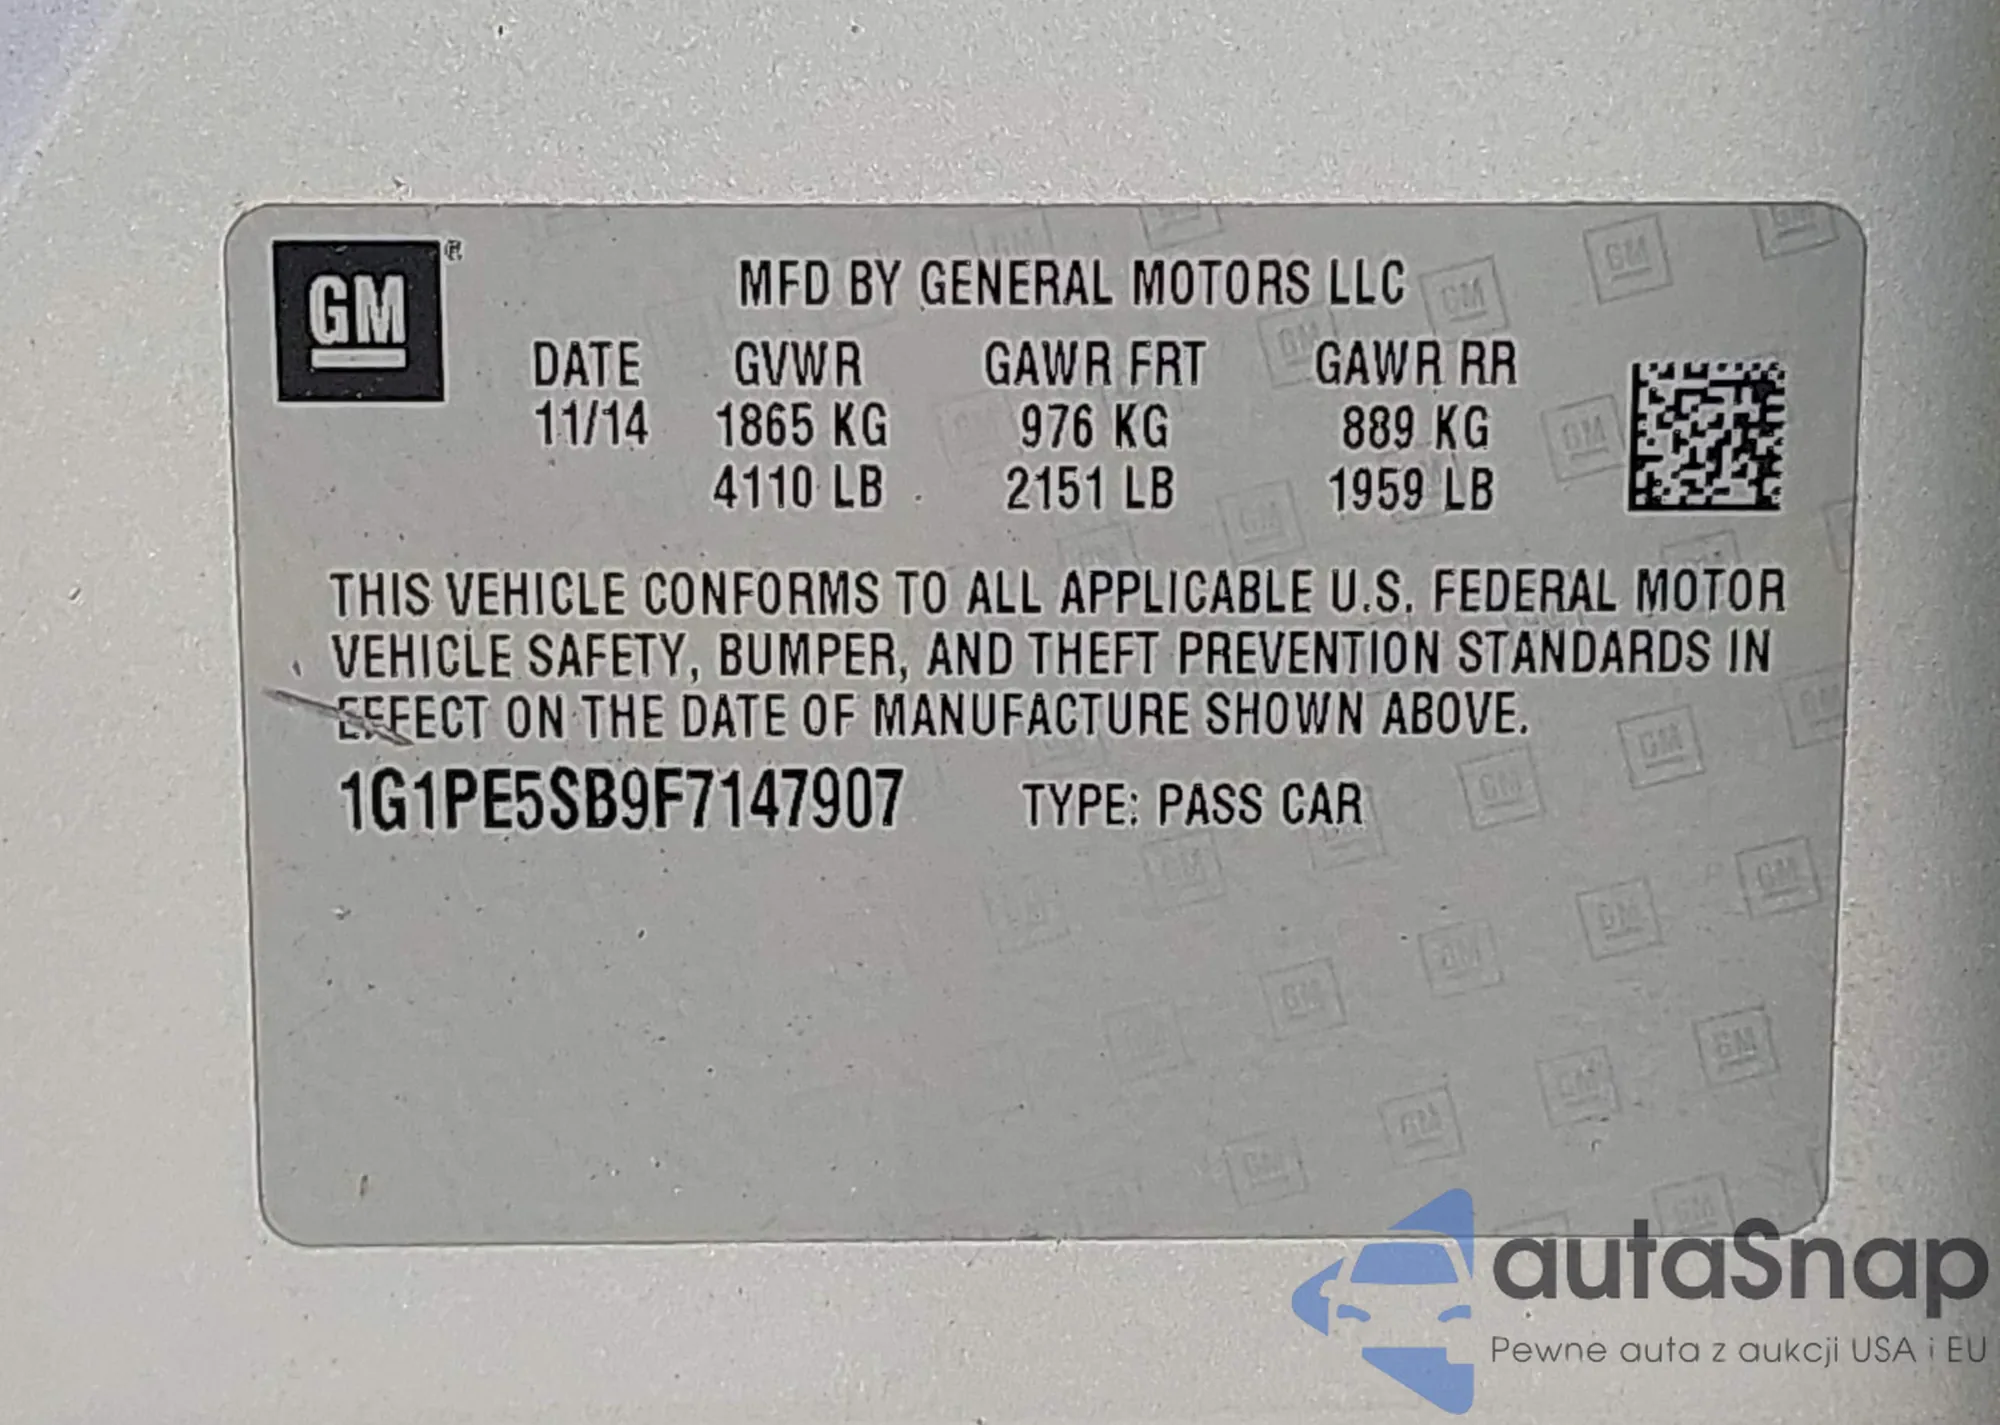 GM®
MFD BY GENERAL MOTORS LLC
DATE GVWR GAWR FRT GAWR RR
11/14 1865 KG 976 KG 889 KG
4110 LB 2151 LB 1959 LB
THIS VEHICLE CONFORMS TO ALL APPLICABLE U.S. FEDERAL MOTOR
VEHICLE SAFETY, BUMPER, AND THEFT PREVENTION STANDARDS IN
EFFECT ON THE DATE OF MANUFACTURE SHOWN ABOVE.
1G1PE5SB9F7147907 TYPE: PASS CAR
autaSnap
Pewne auta z aukcji USA i EU